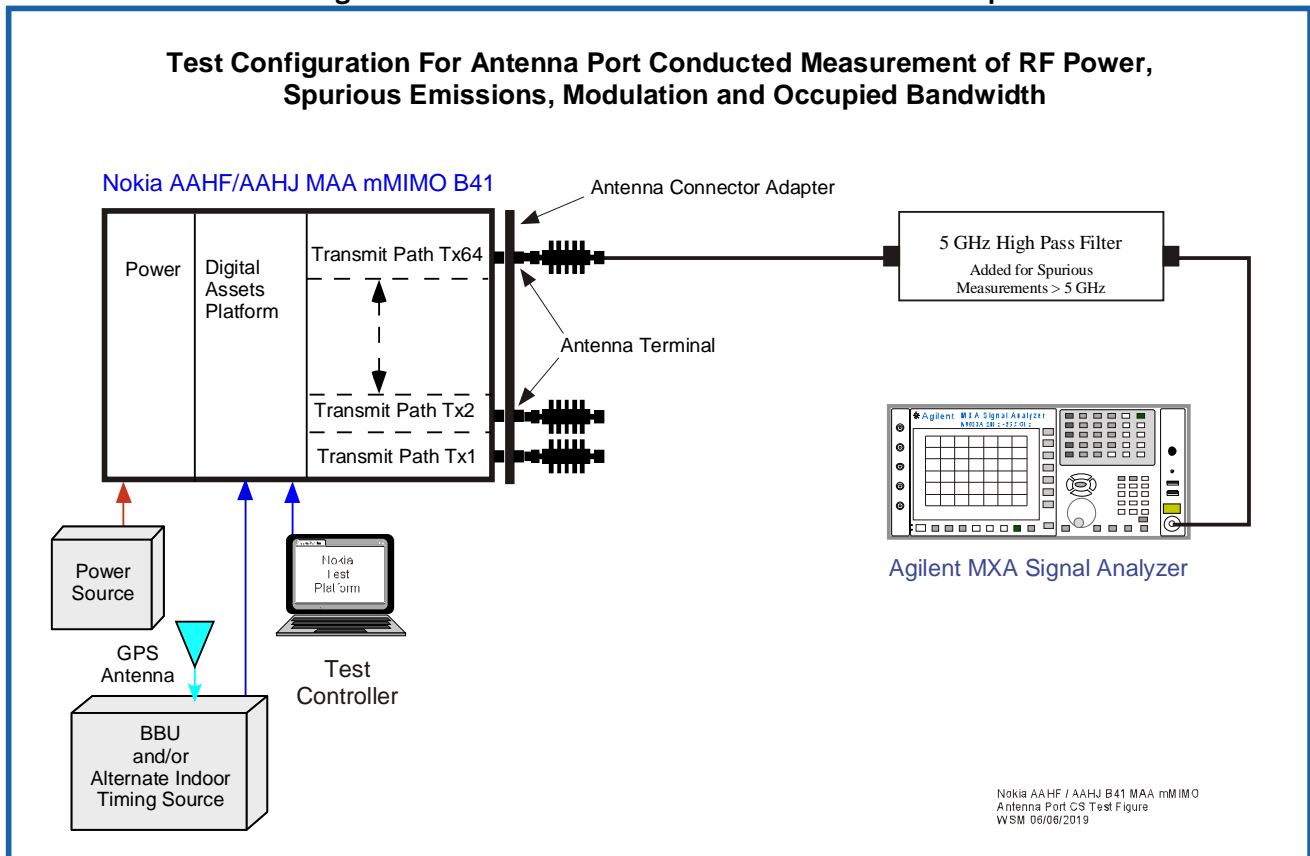 Test Configuration For Antenna Port Conducted Measurement of RF Power,
Spurious Emissions, Modulation and Occupied Bandwidth
Nokia AAHF/AAHJ MAA mMIMO B41
Antenna Connector Adapter
Power
Digital
Assets
Platform
Transmit Path Tx64
5 GHz High Pass Filter
Added for Spurious
Measurements > 5 GHz
Antenna Terminal
Transmit Path Tx2
Transmit Path Tx1
Agilent MXA Signal Analyzer
Agilent MXA Signal Analyzer
Power
Source
Nokia
Test
Platform
GPS
Antenna
Test
Controller
BBU
and/or
Alternate Indoor
Timing Source
Nokia AAHF / AAHJ B41 MAA mMIMO
Antenna Port CS Test Figure
WSM 06/06/2019